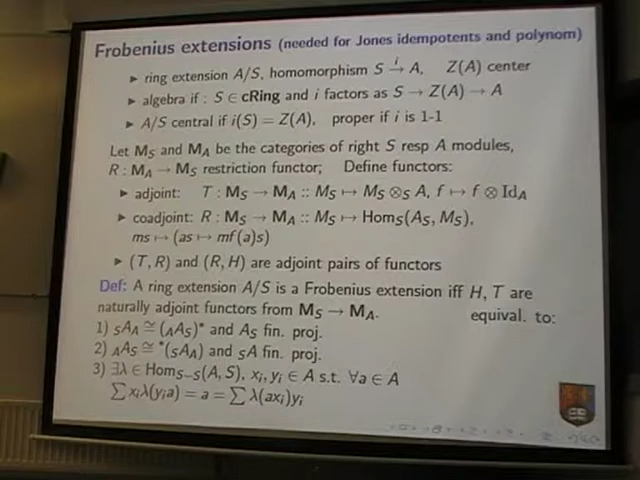 Frobenius extensions (needed for Jones idempotents and polynom)
▸ ring extension A/S, homomorphism S →ⁱ A, Z(A) center
▸ algebra if : S ∈ cRing and i factors as S → Z(A) → A
▸ A/S central if i(S) = Z(A), proper if i is 1-1
Let M_S and M_A be the categories of right S resp A modules,
R : M_A → M_S restriction functor; Define functors:
▸ adjoint: T : M_S → M_A :: M_S ↦ M_S ⊗_S A, f ↦ f ⊗ Id_A
▸ coadjoint: R : M_S → M_A :: M_S ↦ Hom_S(A_S, M_S),
ms ↦ (as ↦ mf(a)s)
▸ (T, R) and (R, H) are adjoint pairs of functors
Def: A ring extension A/S is a Frobenius extension iff H, T are
naturally adjoint functors from M_S → M_A. equival. to:
1) _SA_A ≅ (_AA_S)* and A_S fin. proj.
2) _AA_S ≅ *(_SA_A) and _SA fin. proj.
3) ∃λ ∈ Hom_{S−S}(A, S), x_i, y_i ∈ A s.t. ∀a ∈ A
∑ x_iλ(y_ia) = a = ∑ λ(ax_i)y_i